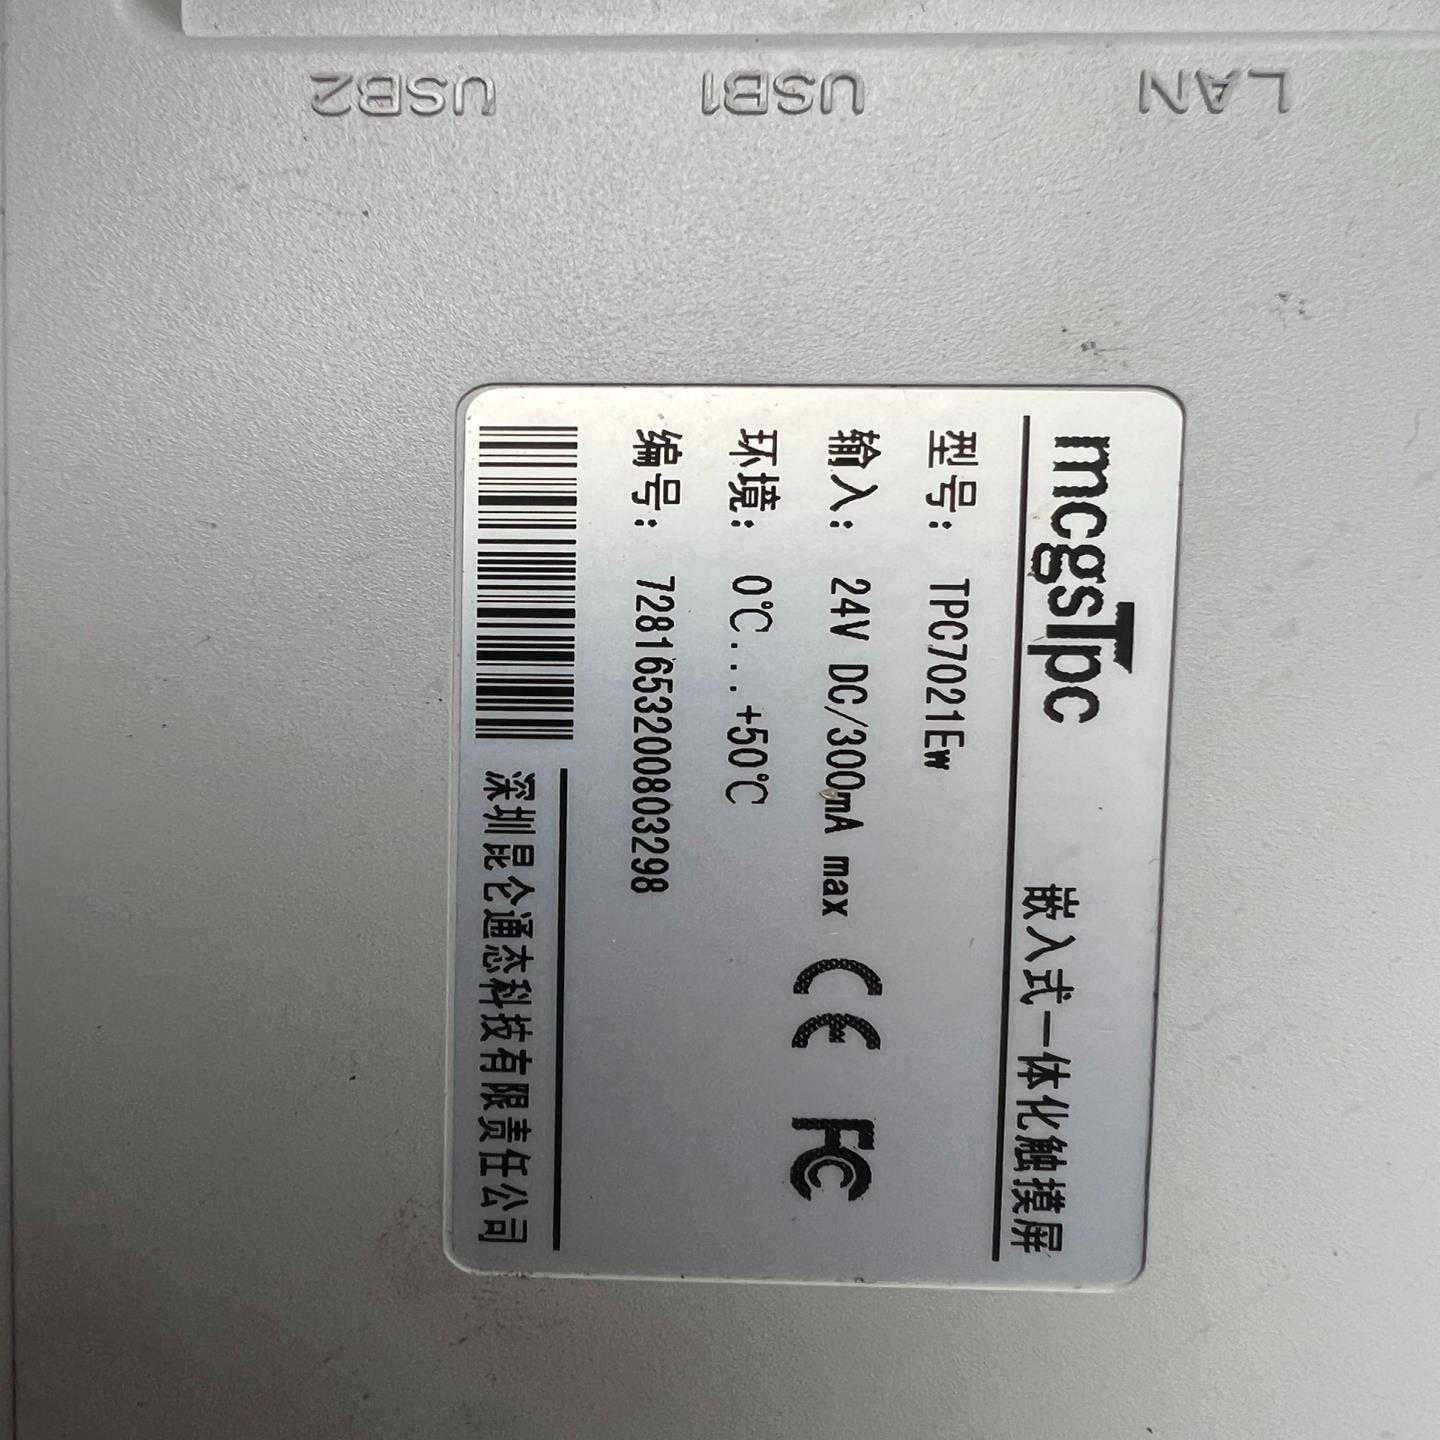 USB2 USB1 LAN
mcgsTpc 嵌入式一体化触摸屏
型号: TPC7021Ew
输入: 24V DC/300mA max
环境: 0℃...+50℃
编号: 7281653200803298
CE FC
深圳昆仑通态科技有限责任公司